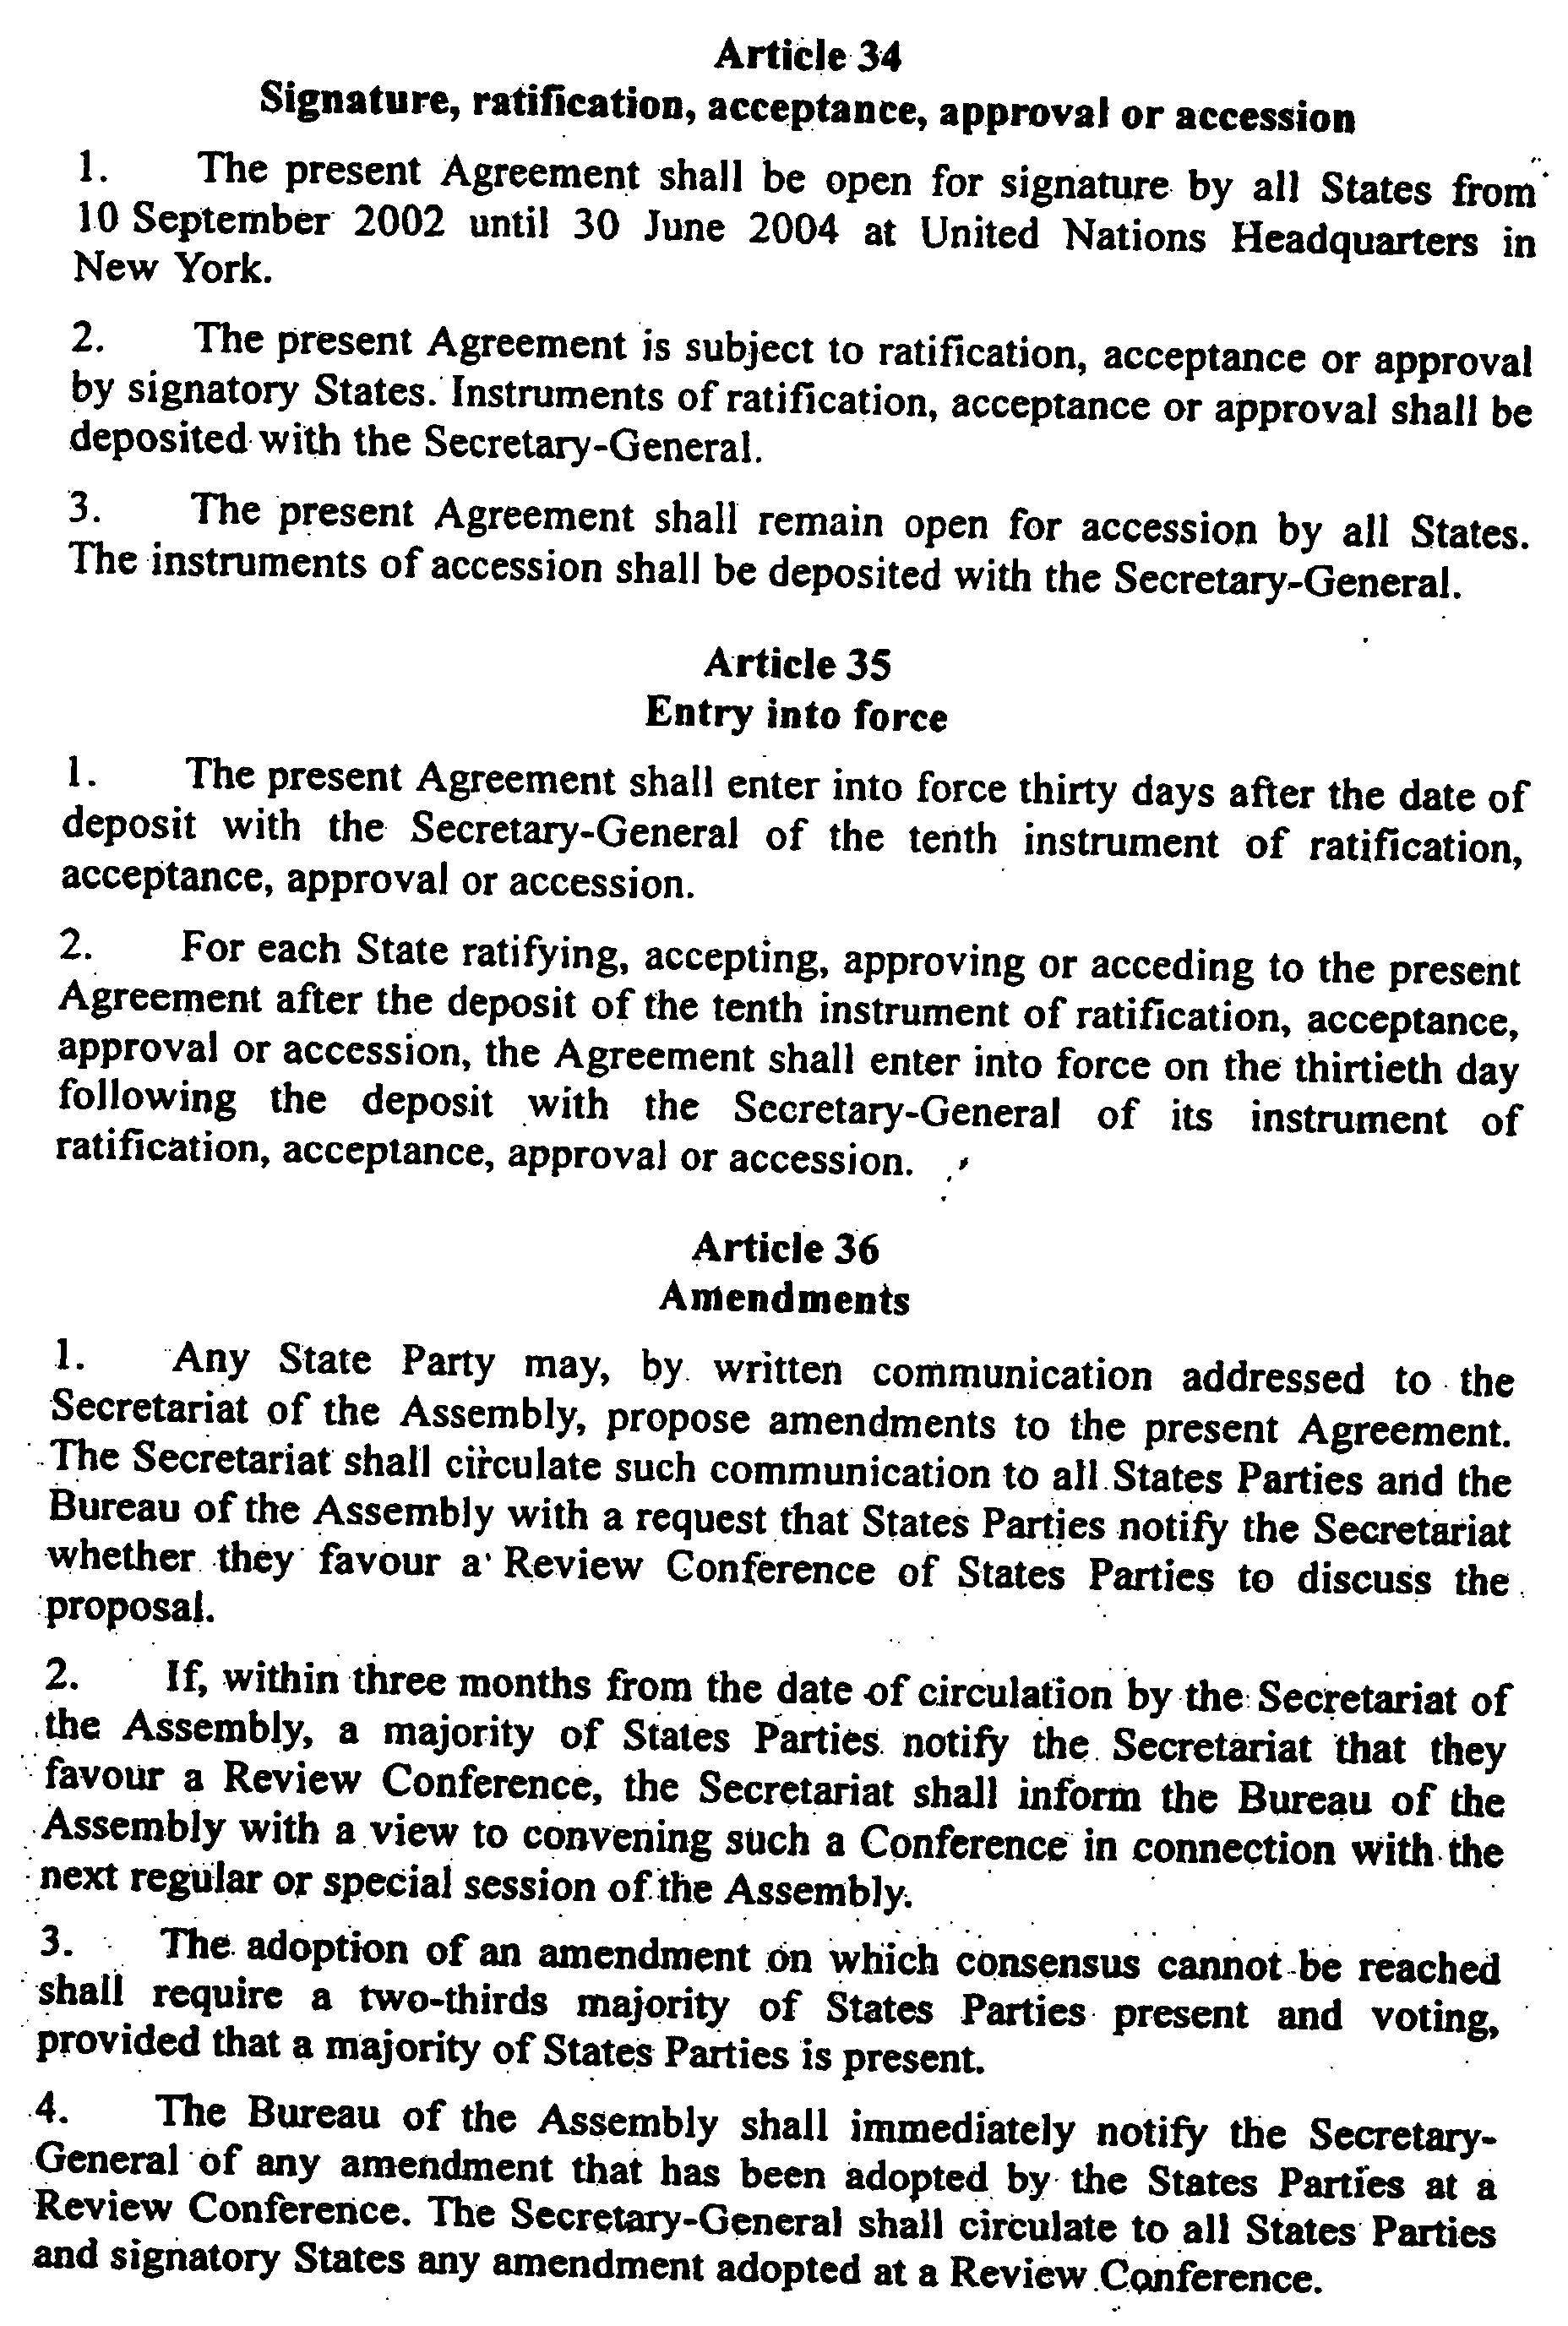 Article 34
Signature, ratification, acceptance, approval or accession
1. The present Agreement shall be open for signature by all States from
10 September 2002 until 30 June 2004 at United Nations Headquarters in
New York.
2. The present Agreement is subject to ratification, acceptance or approval
by signatory States. Instruments of ratification, acceptance or approval shall be
deposited with the Secretary-General.
3. The present Agreement shall remain open for accession by all States.
The instruments of accession shall be deposited with the Secretary-General.
Article 35
Entry into force
1. The present Agreement shall enter into force thirty days after the date of
deposit with the Secretary-General of the tenth instrument of ratification,
acceptance, approval or accession.
2. For each State ratifying, accepting, approving or acceding to the present
Agreement after the deposit of the tenth instrument of ratification, acceptance,
approval or accession, the Agreement shall enter into force on the thirtieth day
following the deposit with the Secretary-General of its instrument of
ratification, acceptance, approval or accession.
Article 36
Amendments
1. Any State Party may, by written communication addressed to the
Secretariat of the Assembly, propose amendments to the present Agreement.
The Secretariat shall circulate such communication to all States Parties and the
Bureau of the Assembly with a request that States Parties notify the Secretariat
whether they favour a Review Conference of States Parties to discuss the
proposal.
2. If, within three months from the date of circulation by the Secretariat of
the Assembly, a majority of States Parties notify the Secretariat that they
favour a Review Conference, the Secretariat shall inform the Bureau of the
Assembly with a view to convening such a Conference in connection with the
next regular or special session of the Assembly.
3. The adoption of an amendment on which consensus cannot be reached
shall require a two-thirds majority of States Parties present and voting,
provided that a majority of States Parties is present.
4. The Bureau of the Assembly shall immediately notify the Secretary-
General of any amendment that has been adopted by the States Parties at a
Review Conference. The Secretary-General shall circulate to all States Parties
and signatory States any amendment adopted at a Review Conference.